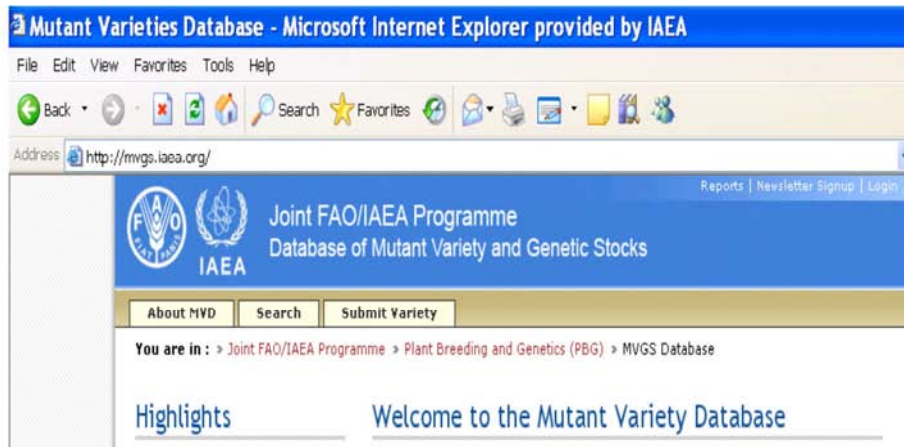 Mutant Varieties Database - Microsoft Internet Explorer provided by IAEA
File Edit View Favorites Tools Help
Back Search Favorites
Address http://mvgs.iaea.org/
Reports | Newsletter Signup | Login
FAO
FIAT PANIS
IAEA
Joint FAO/IAEA Programme
Database of Mutant Variety and Genetic Stocks
About MVD Search Submit Variety
You are in : » Joint FAO/IAEA Programme » Plant Breeding and Genetics (PBG) » MVGS Database
Highlights Welcome to the Mutant Variety Database